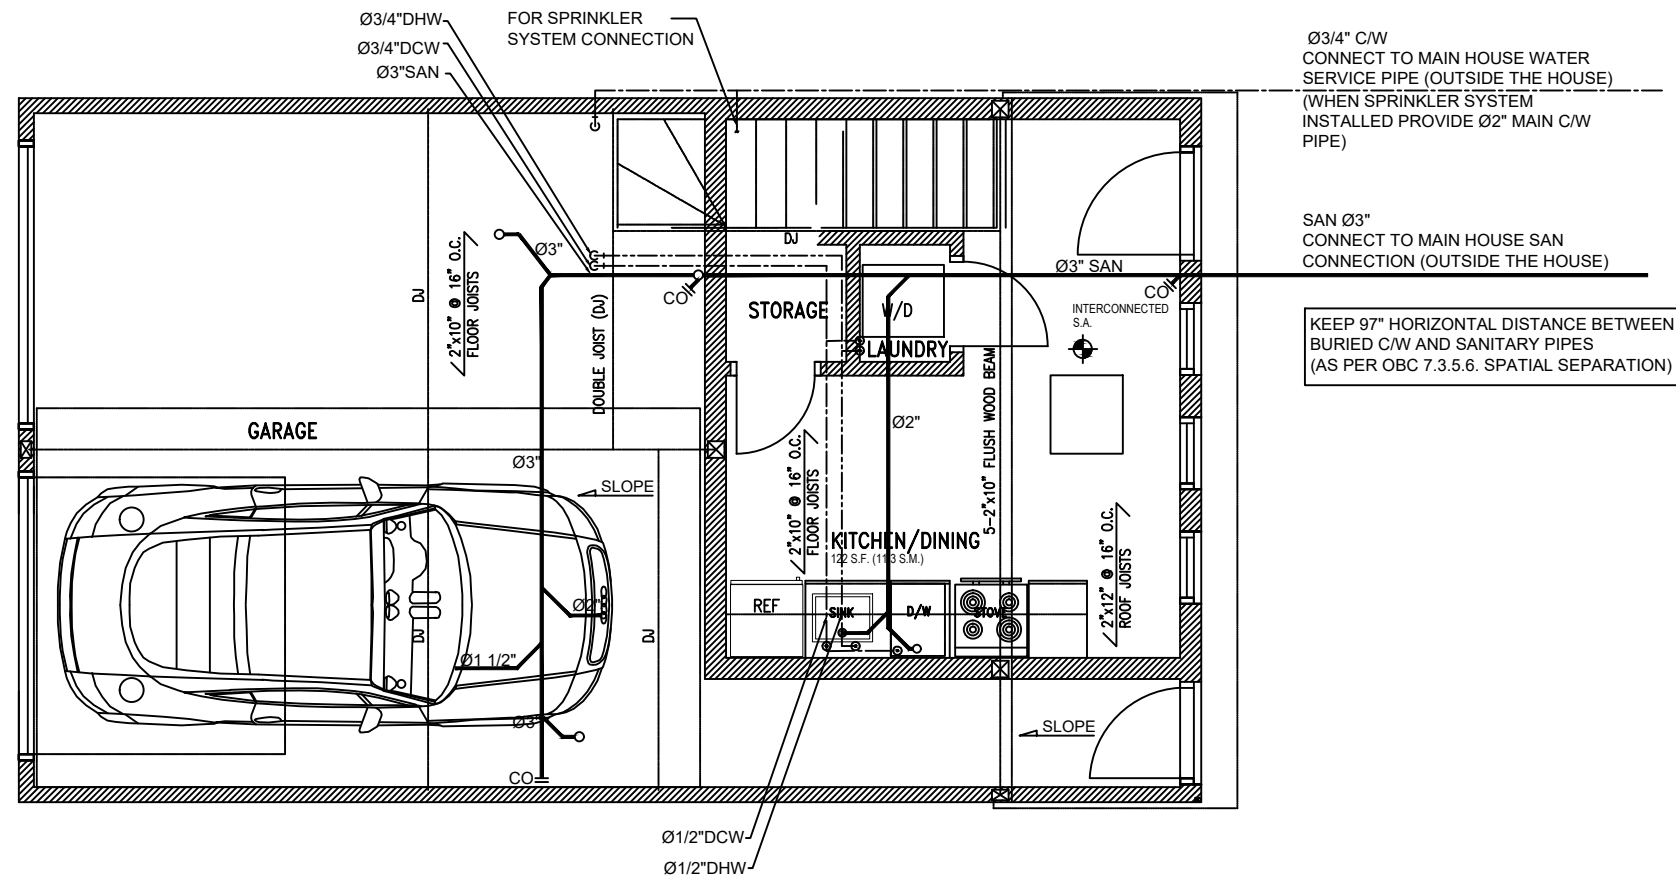 Ø3/4"DHW
Ø3/4"DCW
Ø3"SAN
FOR SPRINKLER
SYSTEM CONNECTION
Ø3/4" C/W
CONNECT TO MAIN HOUSE WATER
SERVICE PIPE (OUTSIDE THE HOUSE)
(WHEN SPRINKLER SYSTEM
INSTALLED PROVIDE Ø2" MAIN C/W
PIPE)
SAN Ø3"
CONNECT TO MAIN HOUSE SAN
CONNECTION (OUTSIDE THE HOUSE)
KEEP 97" HORIZONTAL DISTANCE BETWEEN
BURIED C/W AND SANITARY PIPES
(AS PER OBC 7.3.5.6. SPATIAL SEPARATION)
DJ
Ø3"
Ø3" SAN
2"x10" @ 16" O.C.
FLOOR JOISTS
DJ
DOUBLE JOIST (DJ)
CO
STORAGE
W/D
LAUNDRY
CO
INTERCONNECTED
S.A.
5-2"x10" FLUSH WOOD BEAM
GARAGE
Ø2"
Ø3"
SLOPE
2"x10" @ 16" O.C.
FLOOR JOISTS
KITCHEN/DINING
122 S.F. (11.3 S.M.)
2"x12" @ 16" O.C.
ROOF JOISTS
REF
SINK
D/W
STOVE
Ø2"
DJ
DJ
Ø1 1/2"
Ø3"
SLOPE
CO
Ø1/2"DCW
Ø1/2"DHW